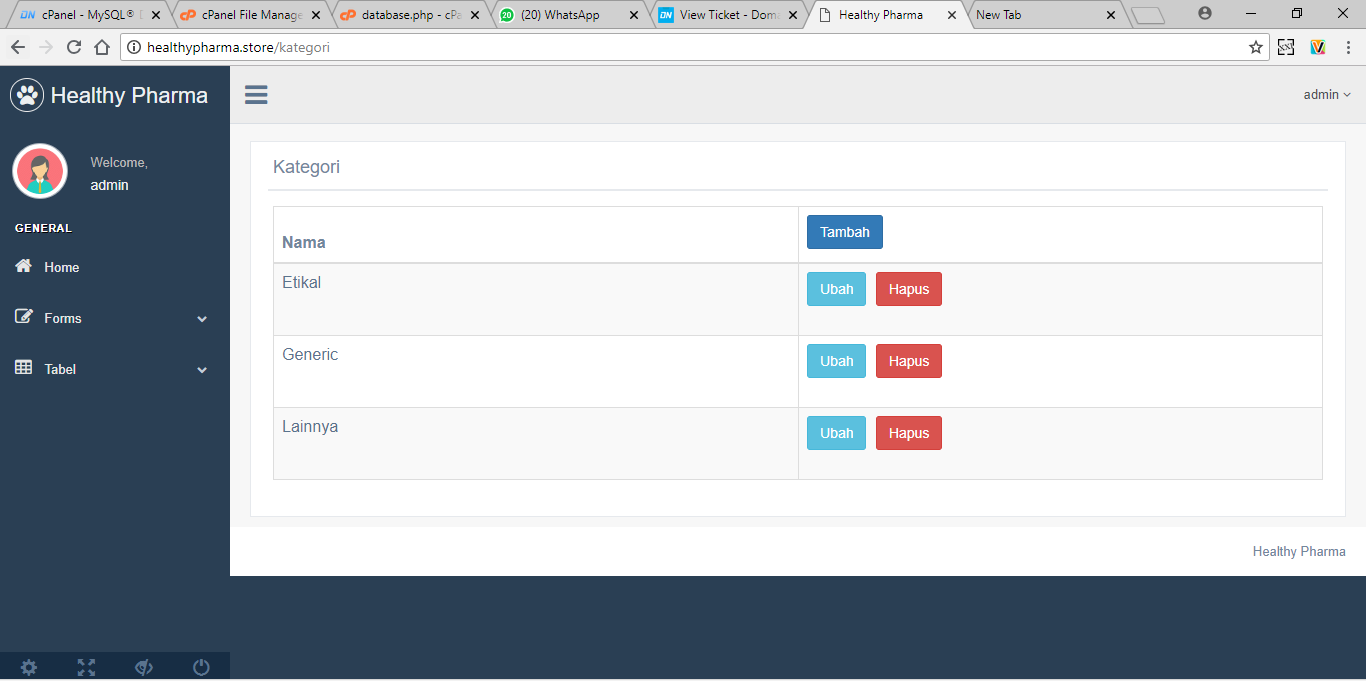 cPanel - MySQL®
cPanel File Manage
database.php - cPa
20
(20) WhatsApp
View Ticket - Doma
Healthy Pharma
New Tab
healthypharma.store/kategori
Healthy Pharma
admin
Welcome,
admin
GENERAL
Home
Forms
Tabel
Kategori
Nama
Tambah
Etikal
Ubah
Hapus
Generic
Ubah
Hapus
Lainnya
Ubah
Hapus
Healthy Pharma